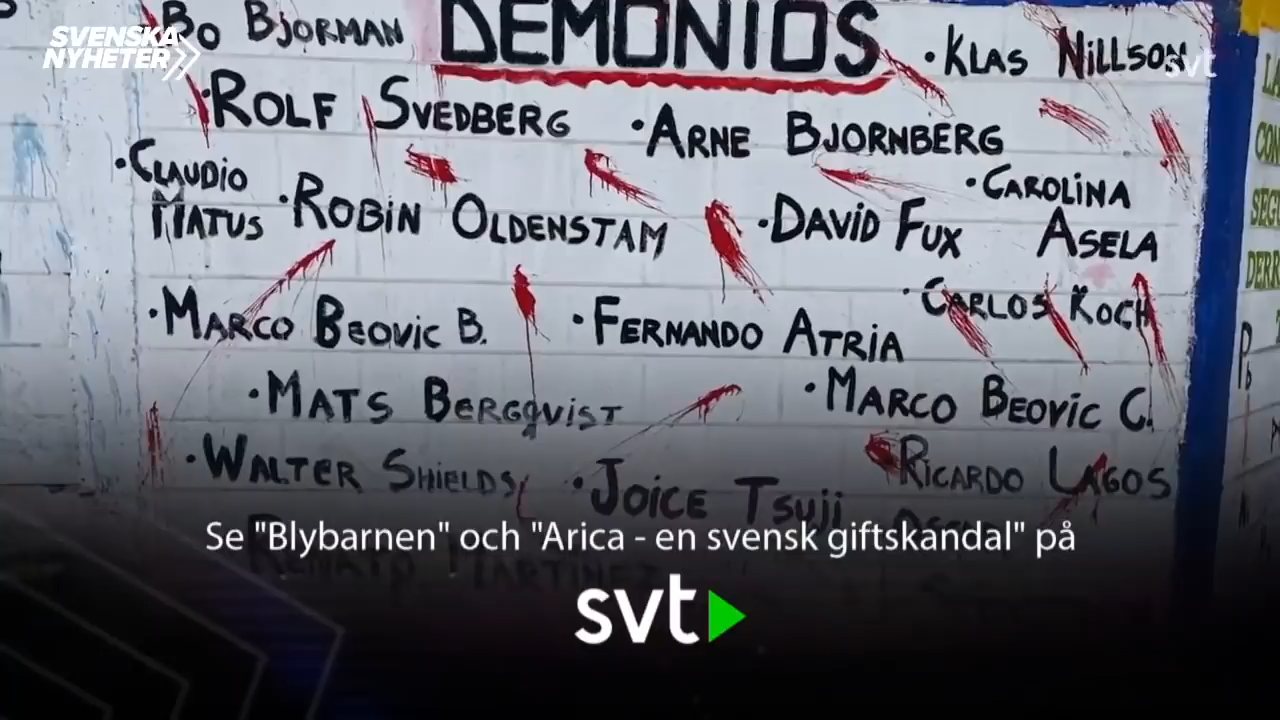 SVENSKA
NYHETER
svt
DEMONIOS
Bo Bjorman
• Klas Nillson
• Rolf Svedberg
• Arne Bjornberg
• Claudio
Matus
• Robin Oldenstam
• David Fux
• Carolina
Asela
• Marco Beovic B.
• Fernando Atria
• Carlos Koch
• Mats Bergqvist
• Marco Beovic C.
• Walter Shields
• Joice Tsuji
Ricardo Lagos
Se "Blybarnen" och "Arica - en svensk giftskandal" på
svt